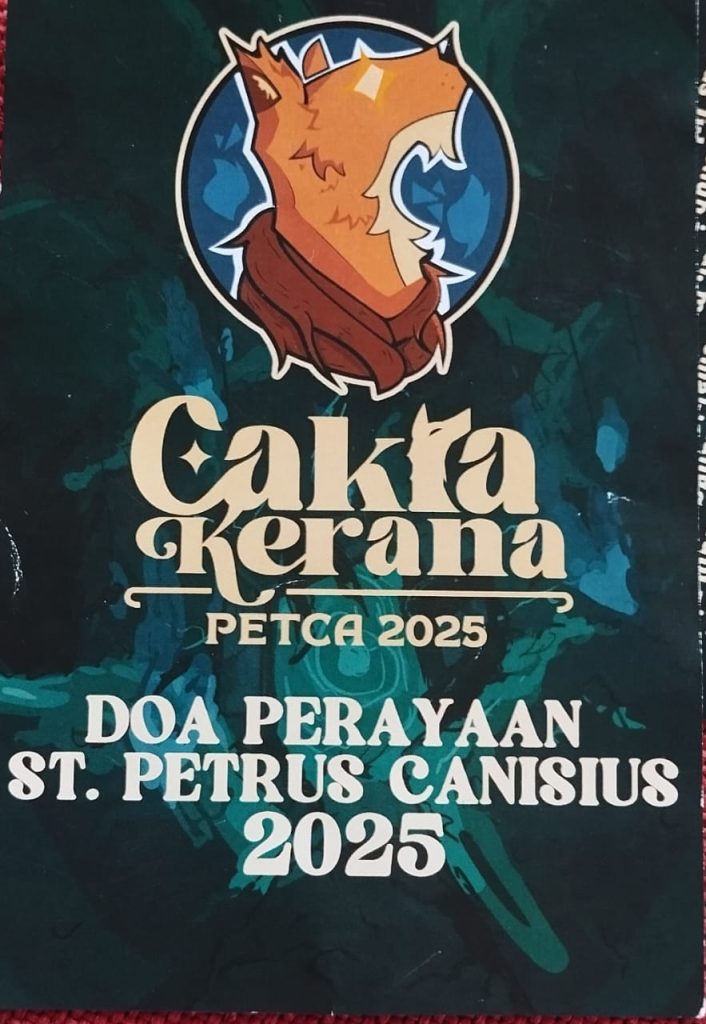 Cakra
Kerana
PETCA 2025
DOA PERAYAAN
ST. PETRUS CANISIUS
2025